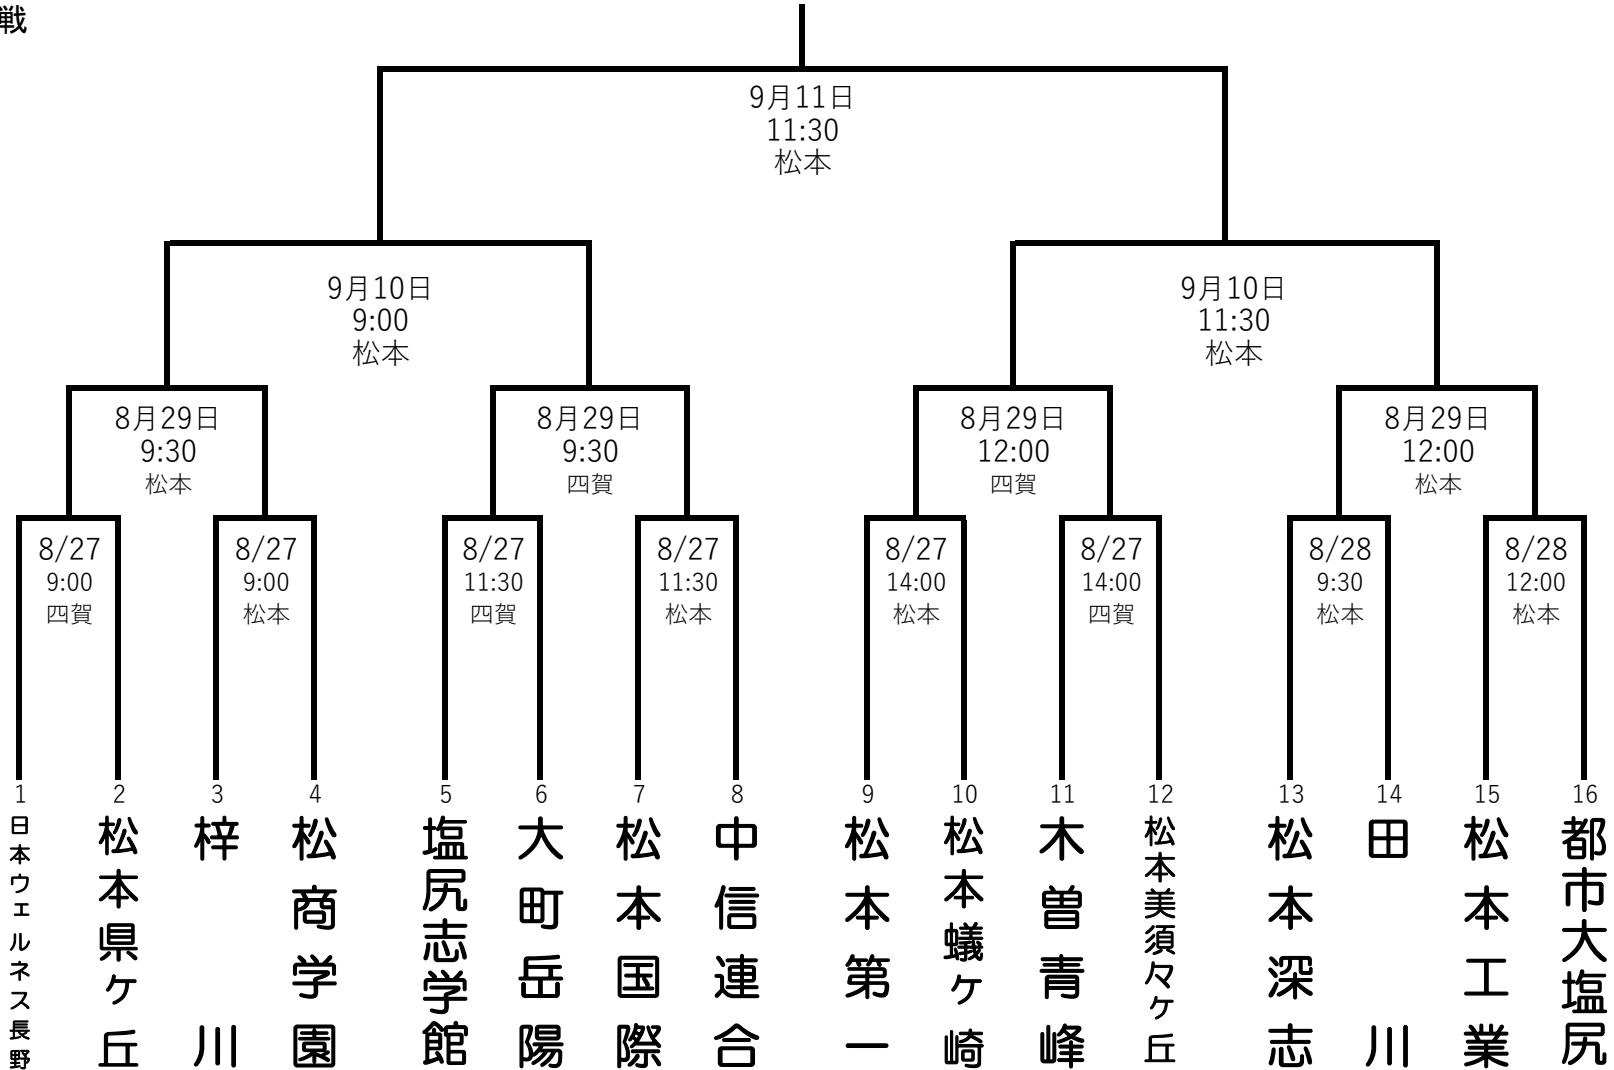 戦
9月11日
11:30
松本
9月10日
9:00
松本
9月10日
11:30
松本
8月29日
9:30
松本
8月29日
9:30
四賀
8月29日
12:00
四賀
8月29日
12:00
松本
8/27
9:00
四賀
8/27
9:00
松本
8/27
11:30
四賀
8/27
11:30
松本
8/27
14:00
松本
8/27
14:00
四賀
8/28
9:30
松本
8/28
12:00
松本
1
日本ウェルネス長野
2
松本県ケ丘
3
梓川
4
松商学園
5
塩尻志学館
6
大町岳陽
7
松本国際
8
中信連合
9
松本第一
10
松本蟻ケ崎
11
木曽青峰
12
松本美須々ケ丘
13
松本深志
14
田川
15
松本工業
16
都市大塩尻